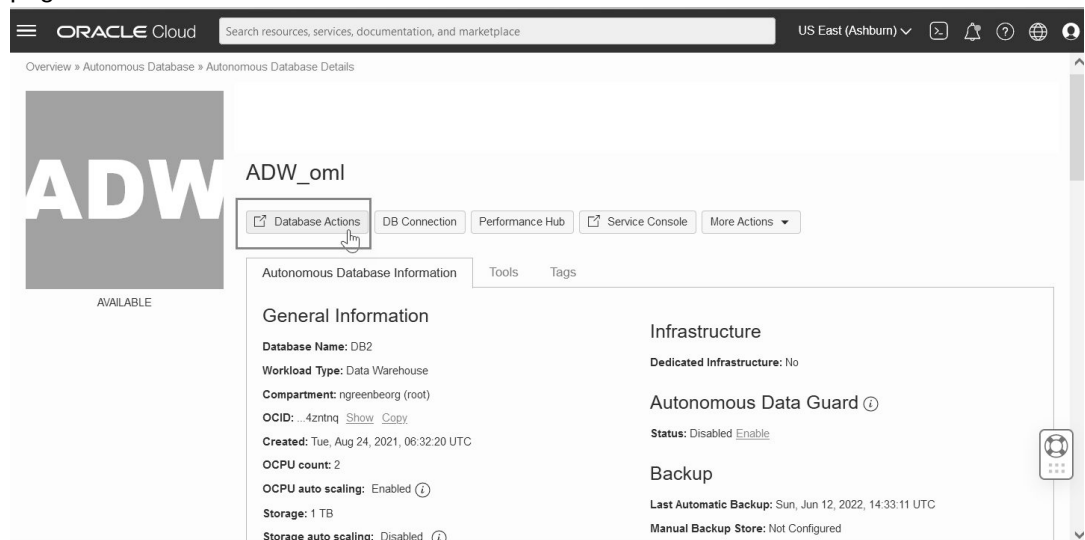 ORACLE Cloud
Search resources, services, documentation, and marketplace
US East (Ashburn)
Overview » Autonomous Database » Autonomous Database Details
ADW
AVAILABLE
ADW_oml
Database Actions
DB Connection
Performance Hub
Service Console
More Actions
Autonomous Database Information
Tools
Tags
General Information
Database Name: DB2
Workload Type: Data Warehouse
Compartment: ngreenbeorg (root)
OCID: ...4zntnq Show Copy
Created: Tue, Aug 24, 2021, 06:32:20 UTC
OCPU count: 2
OCPU auto scaling: Enabled
Storage: 1 TB
Storage auto scaling: Disabled
Infrastructure
Dedicated Infrastructure: No
Autonomous Data Guard
Status: Disabled Enable
Backup
Last Automatic Backup: Sun, Jun 12, 2022, 14:33:11 UTC
Manual Backup Store: Not Configured